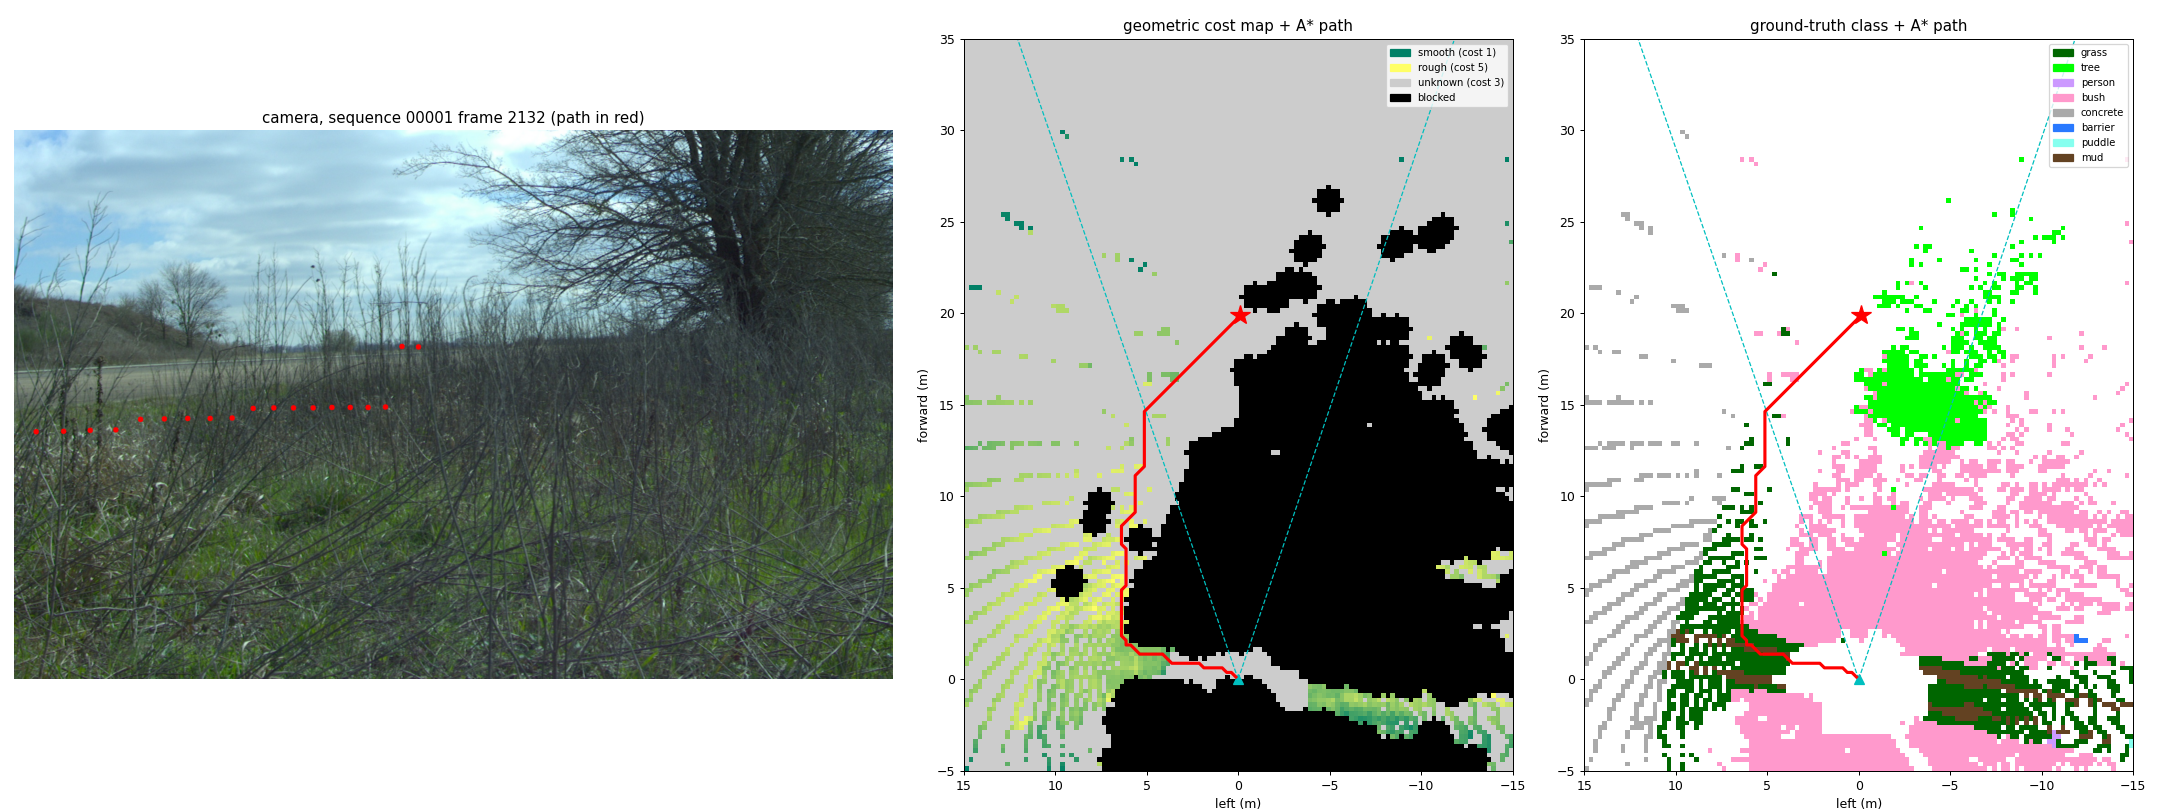 camera, sequence 00001 frame 2132 (path in red)
geometric cost map + A* path
35
30
25
20
15
10
5
0
−5
15
10
5
0
−5
−10
−15
forward (m)
left (m)
smooth (cost 1)
rough (cost 5)
unknown (cost 3)
blocked
ground-truth class + A* path
35
30
25
20
15
10
5
0
−5
15
10
5
0
−5
−10
−15
forward (m)
left (m)
grass
tree
person
bush
concrete
barrier
puddle
mud